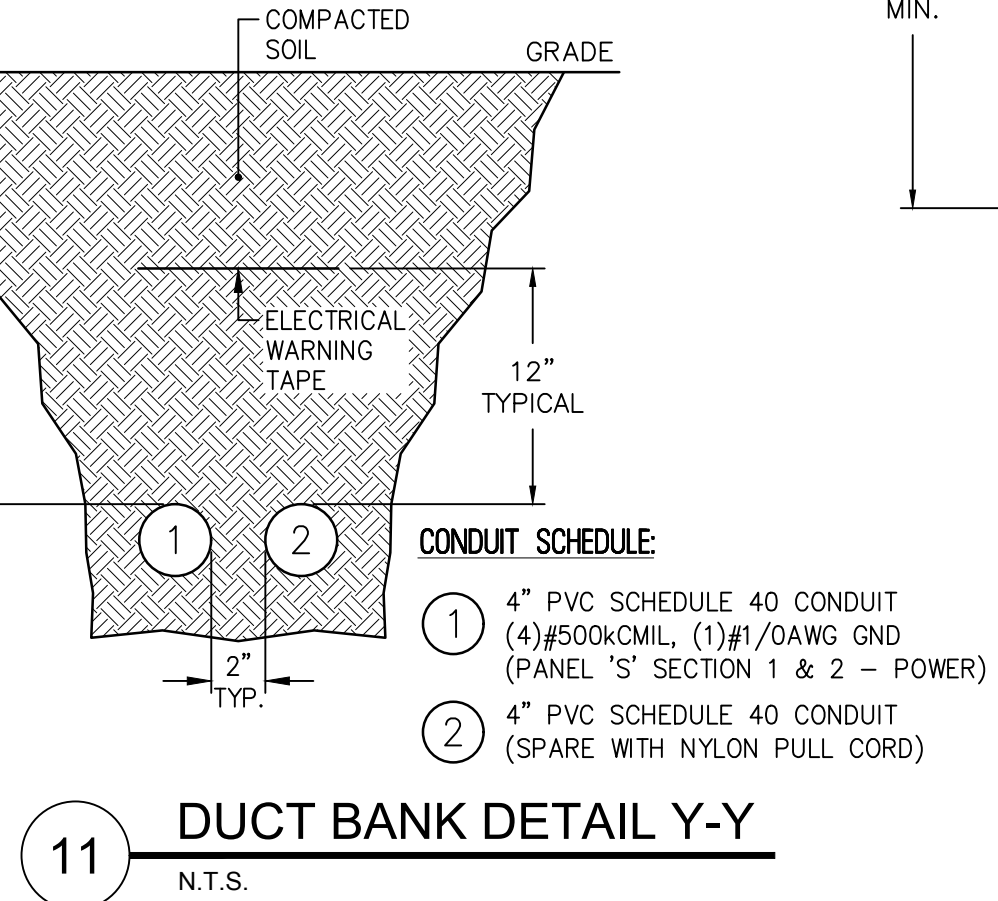 COMPACTED
SOIL
GRADE
MIN.
ELECTRICAL
WARNING
TAPE
12"
TYPICAL
1
2
2"
TYP.
CONDUIT SCHEDULE:
1
4" PVC SCHEDULE 40 CONDUIT
(4)#500kCMIL, (1)#1/0AWG GND
(PANEL 'S' SECTION 1 & 2 – POWER)
2
4" PVC SCHEDULE 40 CONDUIT
(SPARE WITH NYLON PULL CORD)
11
DUCT BANK DETAIL Y-Y
N.T.S.